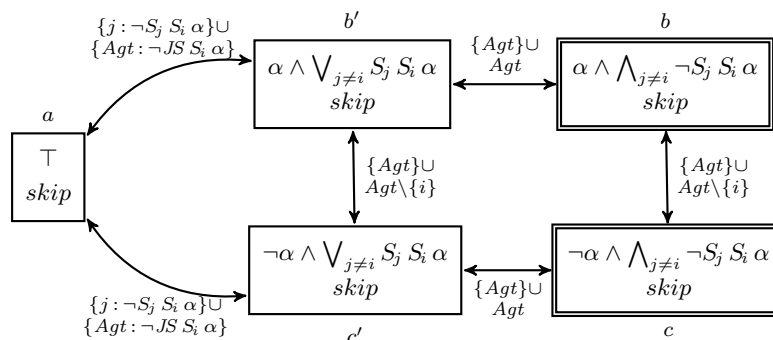 {j : ¬S_j S_i α}∪
{Agt : ¬JS S_i α}
b′
b
α ∧ ⋁_{j≠i} S_j S_i α
skip
{Agt}∪
Agt
α ∧ ⋀_{j≠i} ¬S_j S_i α
skip
a
⊤
skip
{Agt}∪
Agt\{i}
{Agt}∪
Agt\{i}
¬α ∧ ⋁_{j≠i} S_j S_i α
skip
{Agt}∪
Agt
¬α ∧ ⋀_{j≠i} ¬S_j S_i α
skip
{j : ¬S_j S_i α}∪
{Agt : ¬JS S_i α}
c′
c